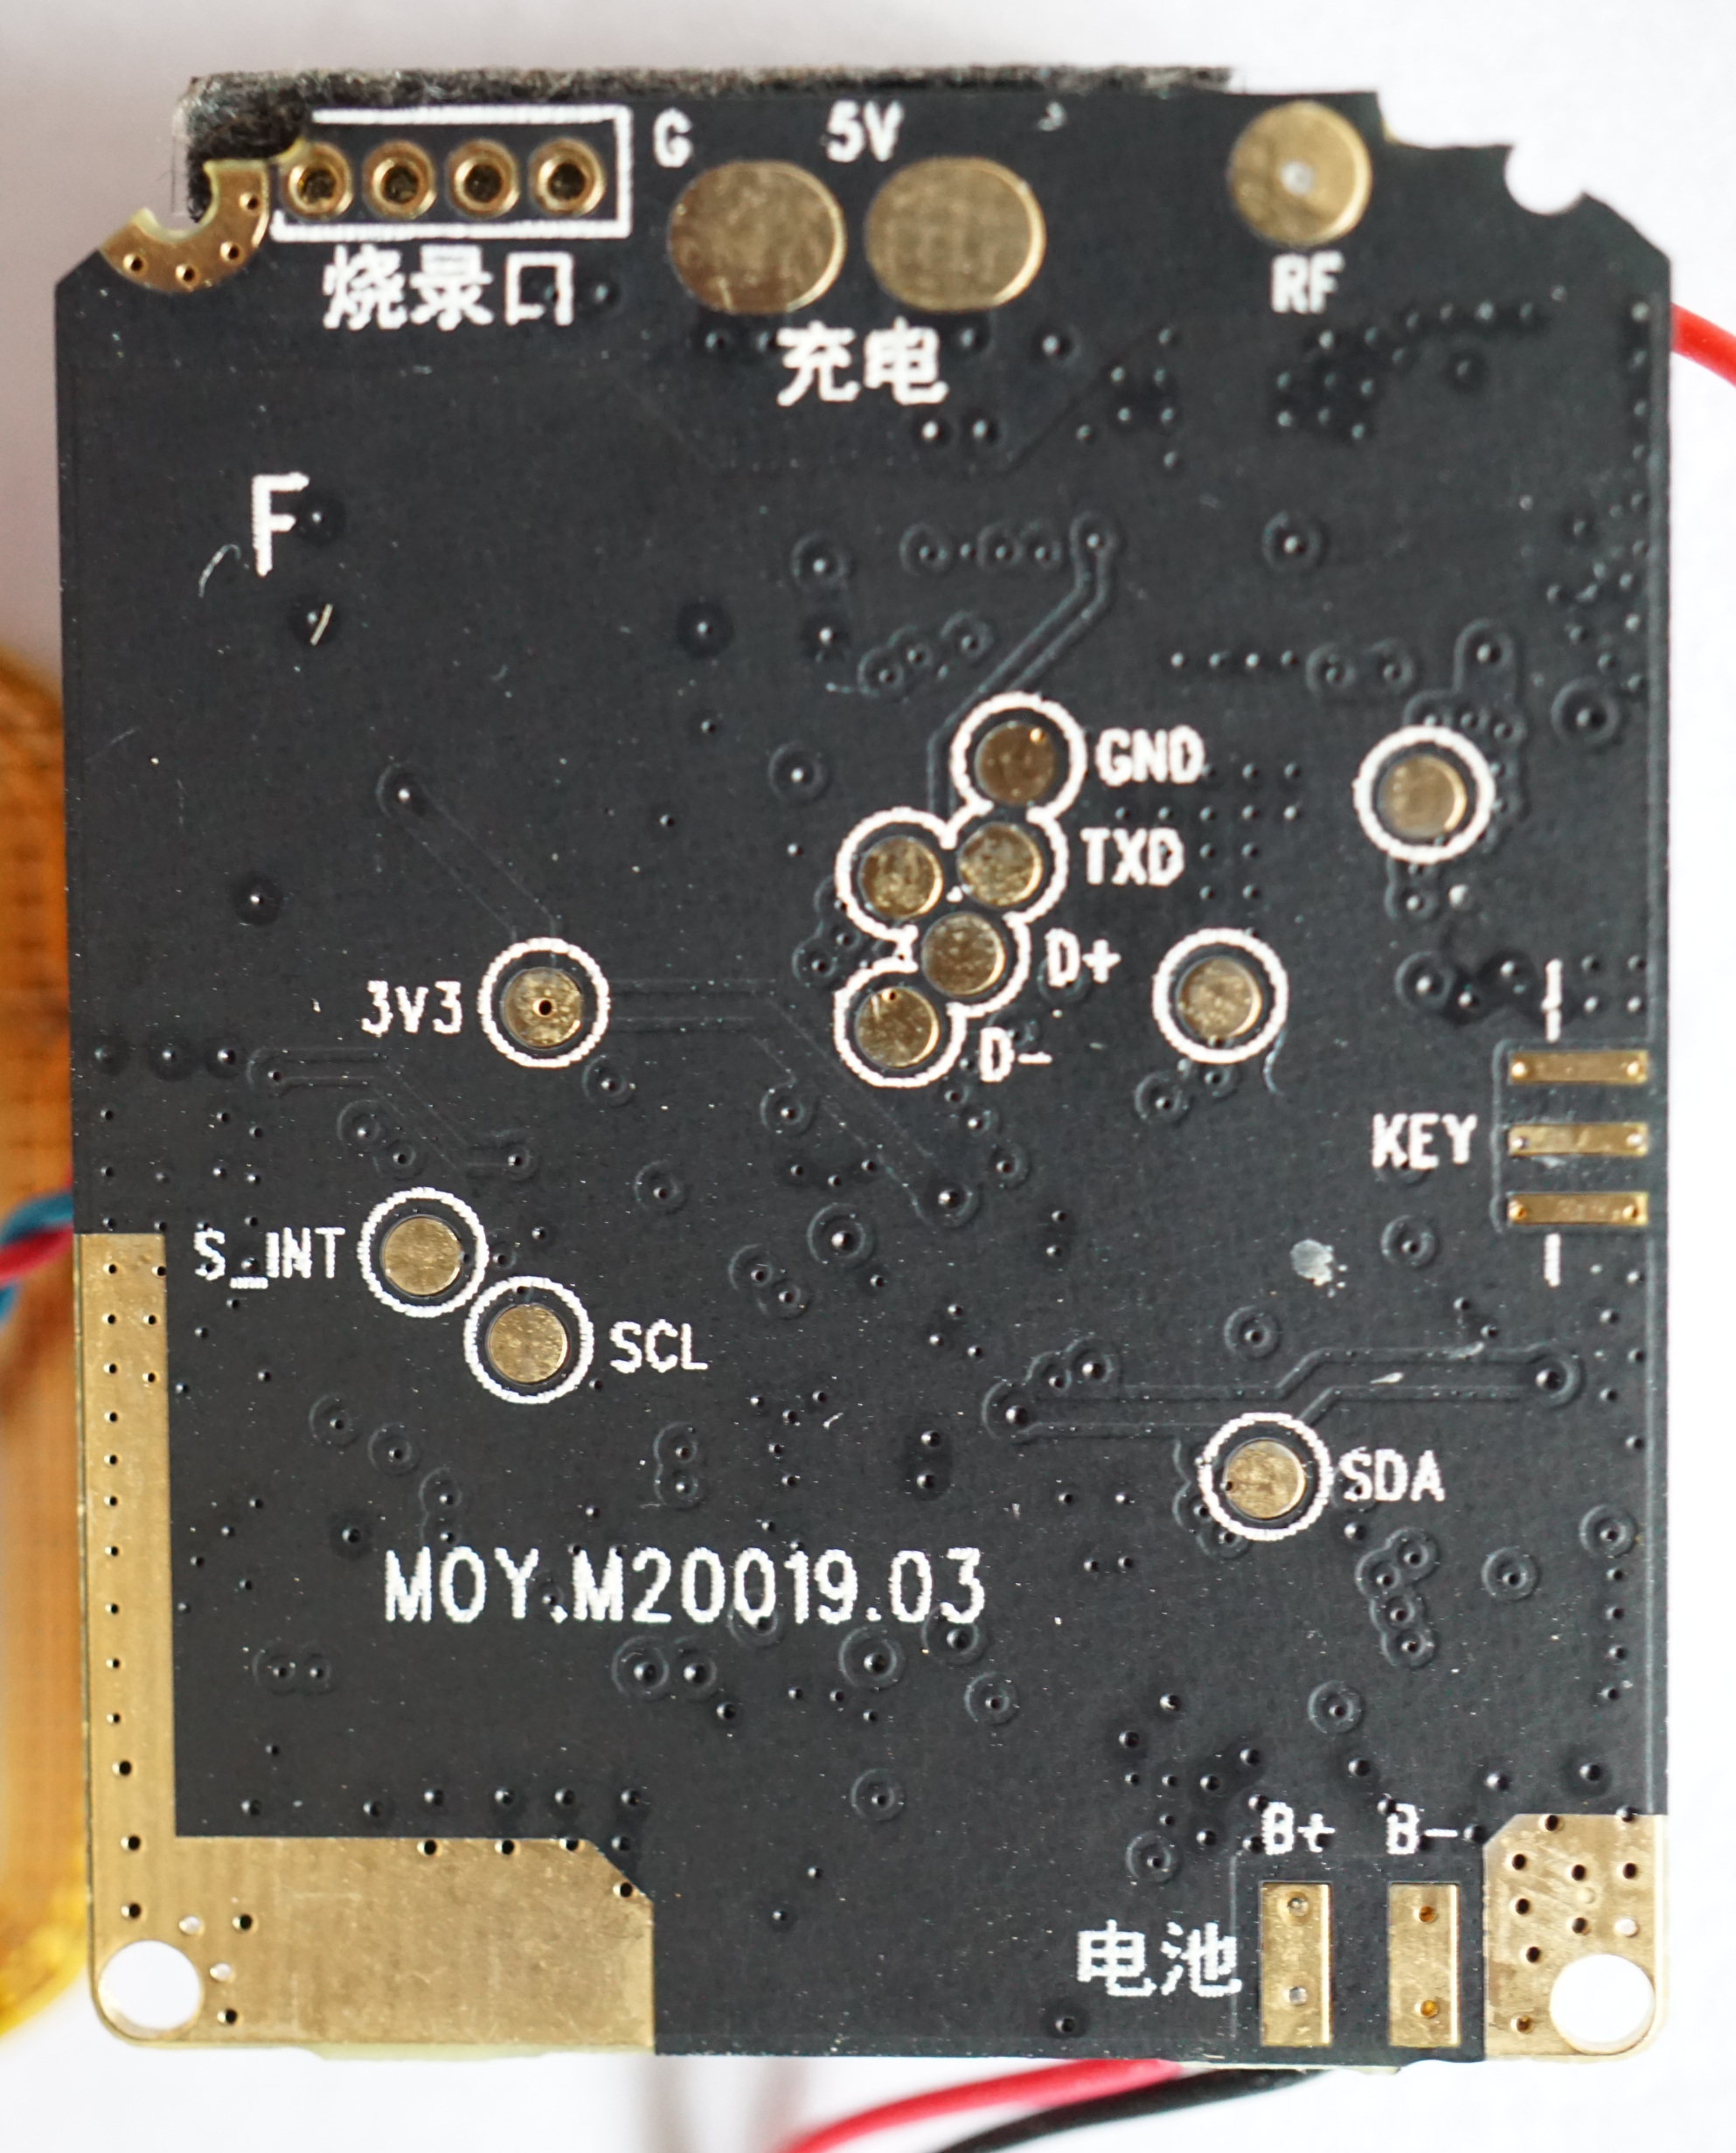 G 5V
烧录口
充电
RF
F
GND
TXD
D+
3V3
D-
KEY
S_INT
SCL
SDA
MOY.M20019.03
B+ B-
电池